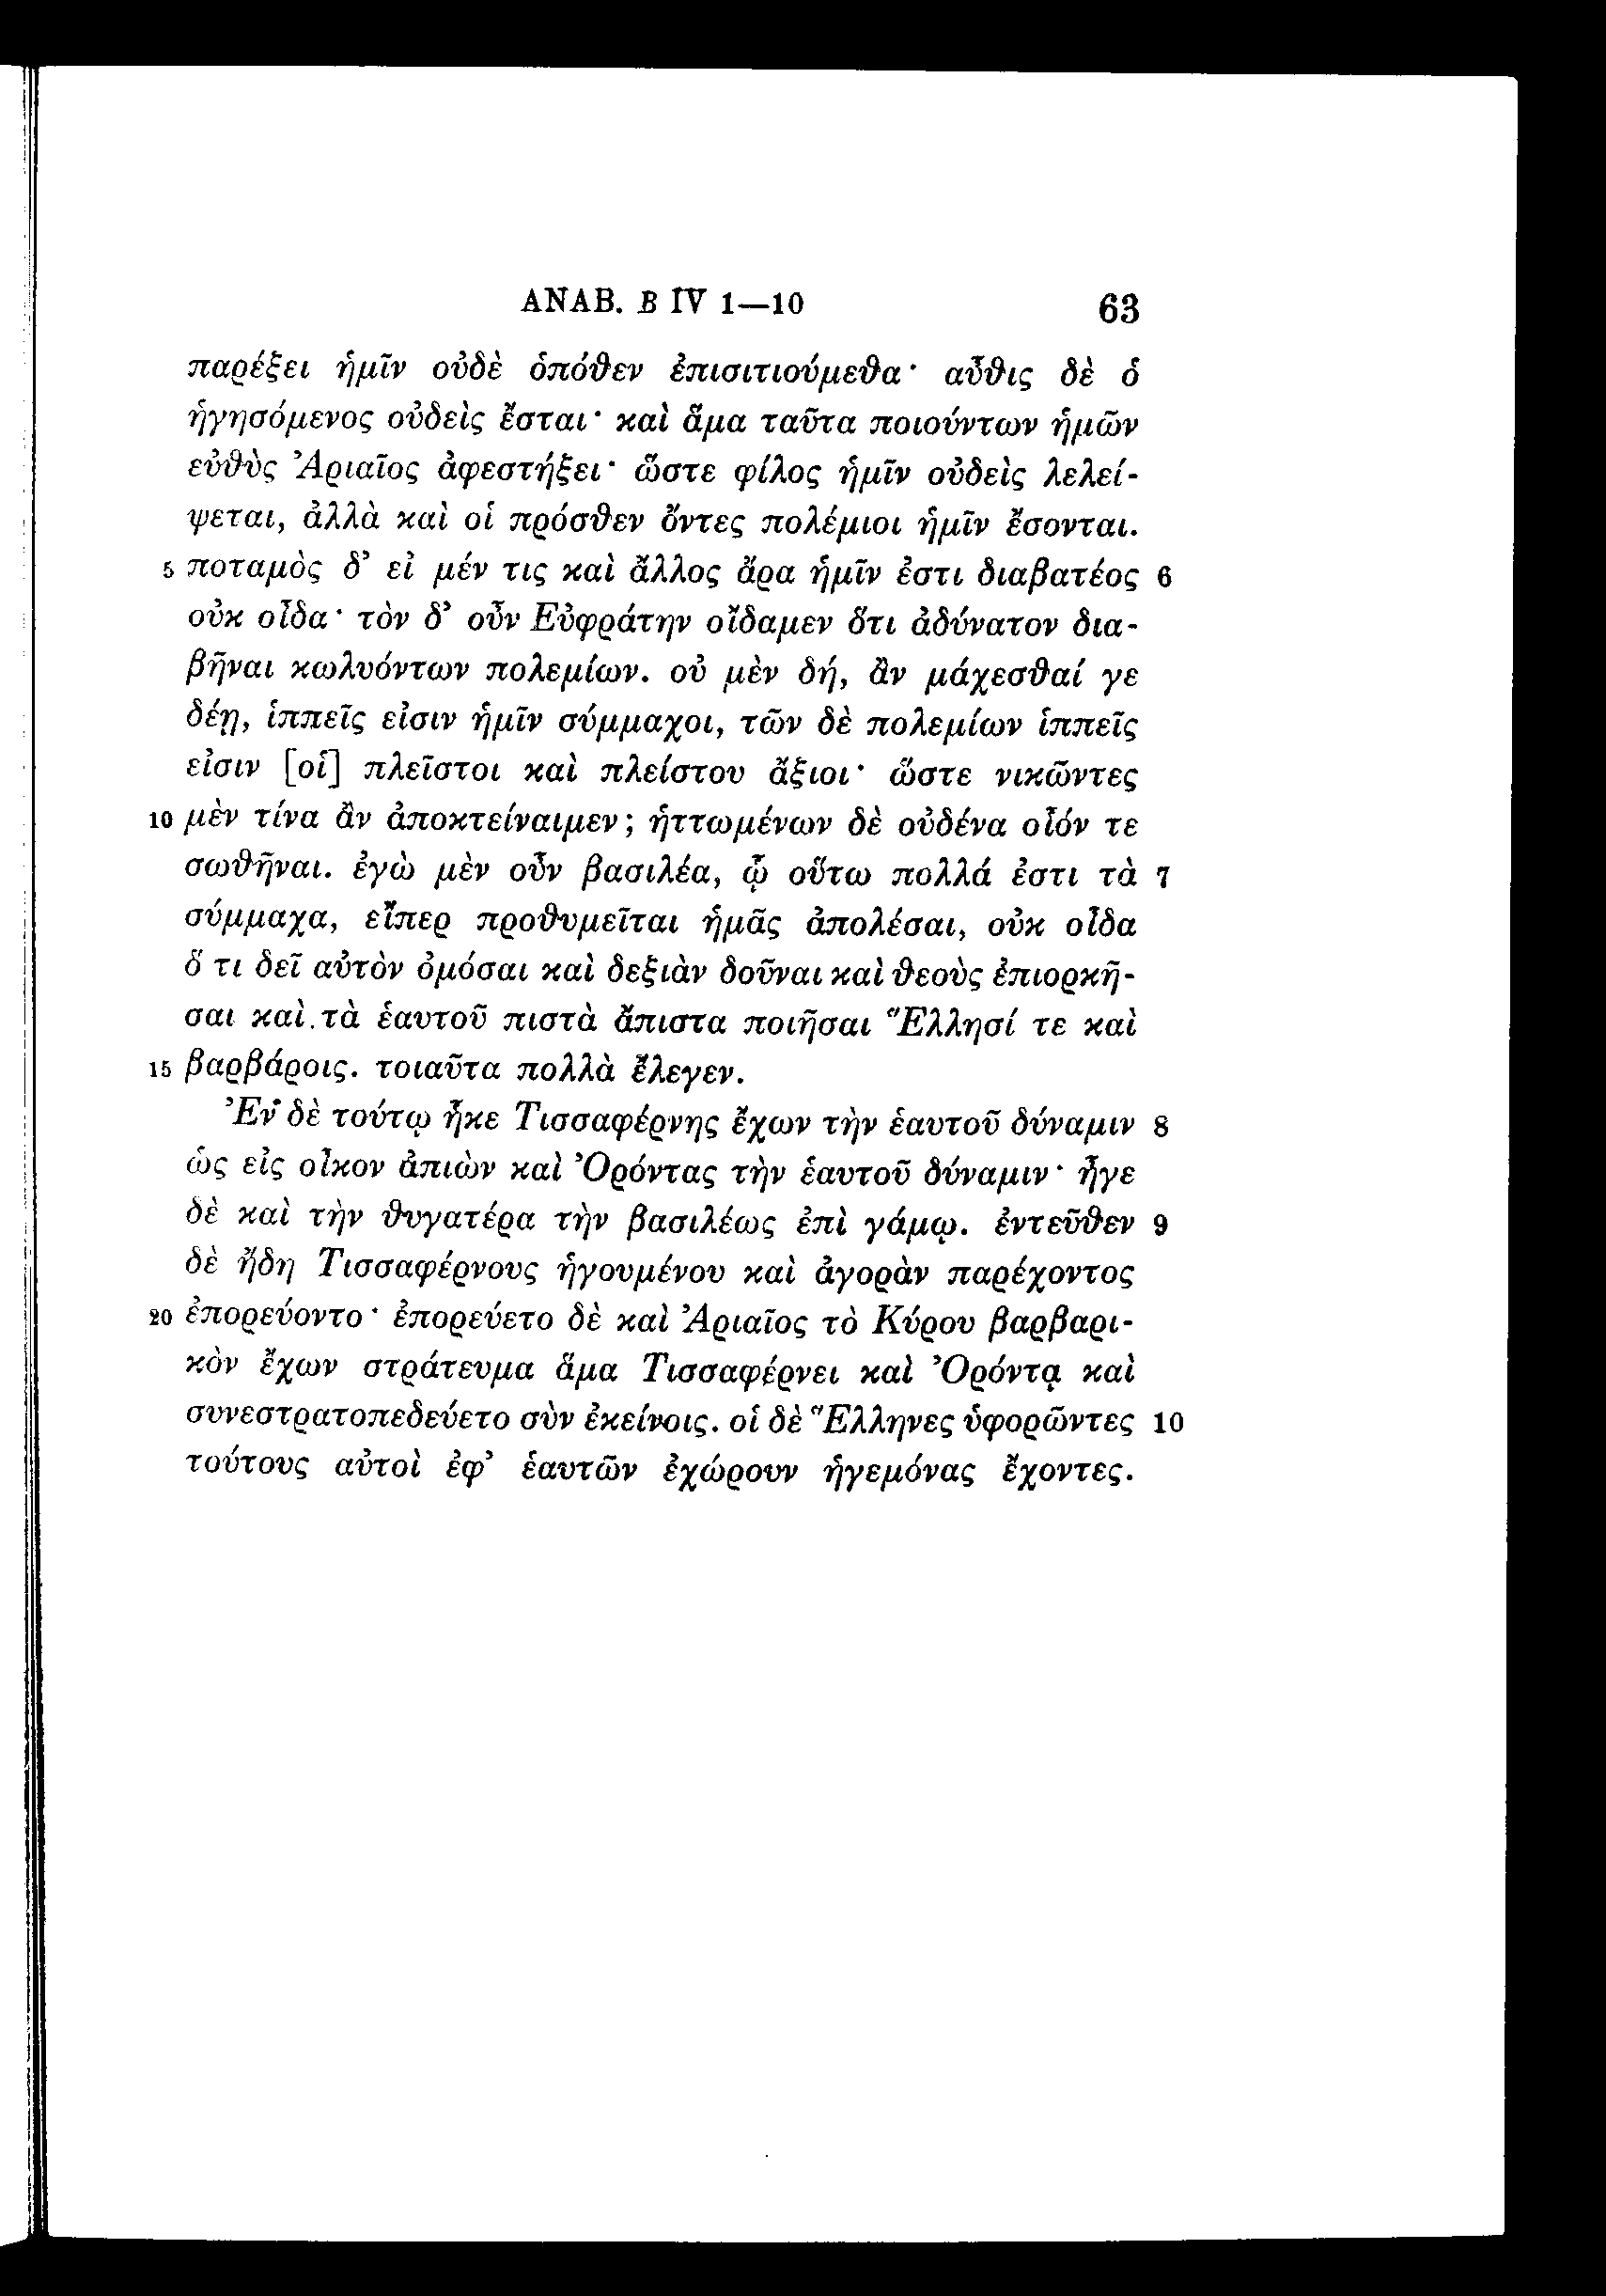 ΑΝΑΒ. Β IV 1—10 63
παρέξει ἡμῖν οὐδὲ ὁπόθεν ἐπισιτιούμεθα· αὖθις δὲ ὁ
ἡγησόμενος οὐδεὶς ἔσται· καὶ ἅμα ταῦτα ποιούντων ἡμῶν
εὐθὺς Ἀριαῖος ἀφεστήξει· ὥστε φίλος ἡμῖν οὐδεὶς λελεί-
ψεται, ἀλλὰ καὶ οἱ πρόσθεν ὄντες πολέμιοι ἡμῖν ἔσονται.
5 ποταμὸς δ’ εἰ μέν τις καὶ ἄλλος ἄρα ἡμῖν ἐστι διαβατέος 6
οὐκ οἶδα· τὸν δ’ οὖν Εὐφράτην οἴδαμεν ὅτι ἀδύνατον δια-
βῆναι κωλυόντων πολεμίων. οὐ μὲν δή, ἂν μάχεσθαί γε
δέῃ, ἱππεῖς εἰσιν ἡμῖν σύμμαχοι, τῶν δὲ πολεμίων ἱππεῖς
εἰσιν [οἱ] πλεῖστοι καὶ πλείστου ἄξιοι· ὥστε νικῶντες
10 μὲν τίνα ἂν ἀποκτείναιμεν; ἡττωμένων δὲ οὐδένα οἷόν τε
σωθῆναι. ἐγὼ μὲν οὖν βασιλέα, ᾧ οὕτω πολλά ἐστι τὰ 7
σύμμαχα, εἴπερ προθυμεῖται ἡμᾶς ἀπολέσαι, οὐκ οἶδα
ὅ τι δεῖ αὐτὸν ὀμόσαι καὶ δεξιὰν δοῦναι καὶ θεοὺς ἐπιορκῆ-
σαι καὶ τὰ ἑαυτοῦ πιστὰ ἄπιστα ποιῆσαι Ἕλλησί τε καὶ
15 βαρβάροις. τοιαῦτα πολλὰ ἔλεγεν.
Ἐν δὲ τούτῳ ἧκε Τισσαφέρνης ἔχων τὴν ἑαυτοῦ δύναμιν 8
ὡς εἰς οἶκον ἀπιὼν καὶ Ὀρόντας τὴν ἑαυτοῦ δύναμιν· ἦγε
δὲ καὶ τὴν θυγατέρα τὴν βασιλέως ἐπὶ γάμῳ. ἐντεῦθεν 9
δὲ ἤδη Τισσαφέρνους ἡγουμένου καὶ ἀγορὰν παρέχοντος
20 ἐπορεύοντο· ἐπορεύετο δὲ καὶ Ἀριαῖος τὸ Κύρου βαρβαρι-
κὸν ἔχων στράτευμα ἅμα Τισσαφέρνει καὶ Ὀρόντᾳ καὶ
συνεστρατοπεδεύετο σὺν ἐκείνοις. οἱ δὲ Ἕλληνες ὑφορῶντες 10
τούτους αὐτοὶ ἐφ’ ἑαυτῶν ἐχώρουν ἡγεμόνας ἔχοντες.